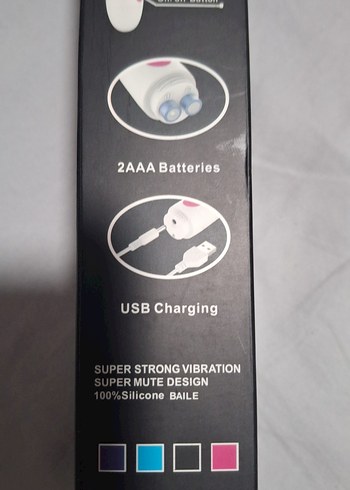 2AAA Batteries
USB Charging
SUPER STRONG VIBRATION
SUPER MUTE DESIGN
100%Silicone BAILE